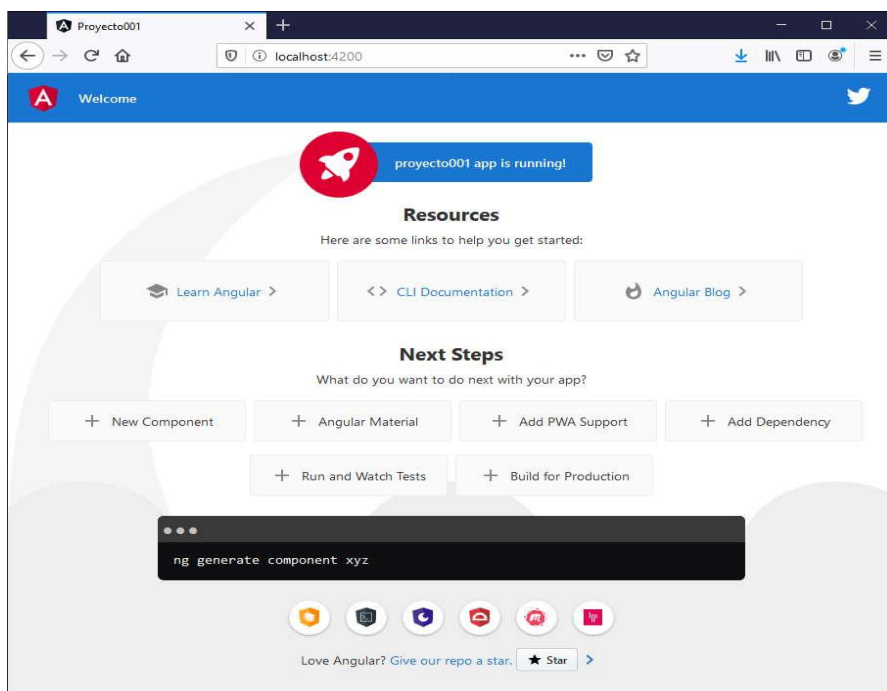 Proyecto001
localhost:4200
Welcome
proyecto001 app is running!
Resources
Here are some links to help you get started:
Learn Angular
CLI Documentation
Angular Blog
Next Steps
What do you want to do next with your app?
New Component
Angular Material
Add PWA Support
Add Dependency
Run and Watch Tests
Build for Production
ng generate component xyz
Love Angular? Give our repo a star. Star